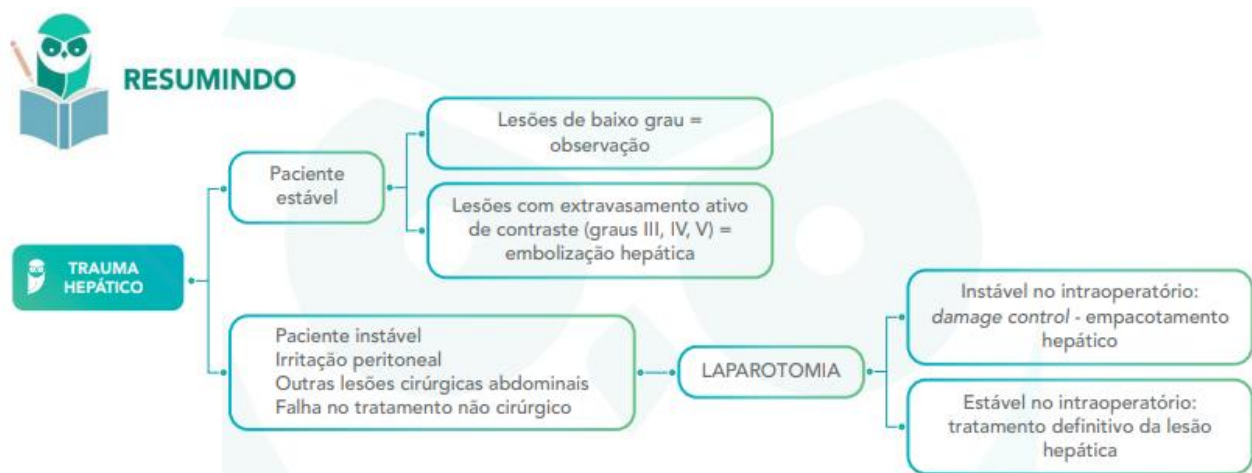 RESUMINDO
TRAUMA
HEPÁTICO
Paciente
estável
Lesões de baixo grau =
observação
Lesões com extravasamento ativo
de contraste (graus III, IV, V) =
embolização hepática
Paciente instável
Irritação peritoneal
Outras lesões cirúrgicas abdominais
Falha no tratamento não cirúrgico
LAPAROTOMIA
Instável no intraoperatório:
damage control - empacotamento
hepático
Estável no intraoperatório:
tratamento definitivo da lesão
hepática